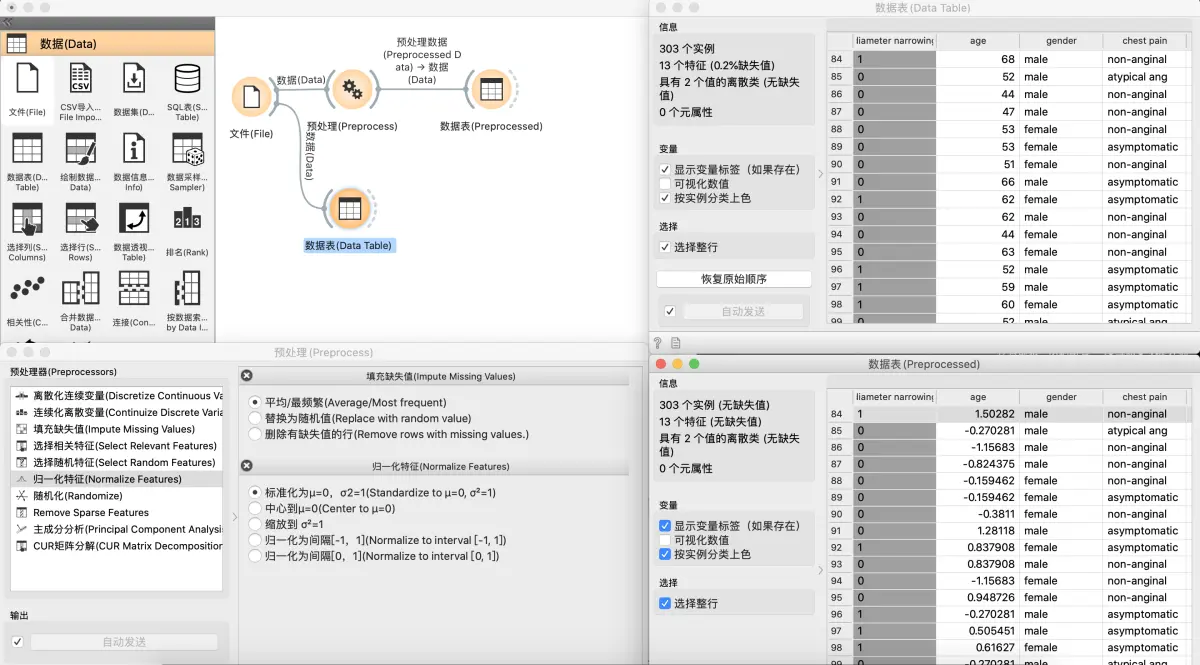 数据(Data)
文件(File)
CSV导入...
File Impo...
数据集(D...
SQL表(S...
Table)
数据表(D...
Table)
绘制数据...
Data)
数据信息...
Info)
数据采样...
Sampler)
选择列(S...
Columns)
选择行(S...
Rows)
数据透视...
Table)
排名(Rank)
相关性(C...
合并数据...
Data)
连接(Con...
按数据索...
by Data I...
文件(File)
数据(Data)
预处理(Preprocess)
预处理数据
(Preprocessed D
ata) → 数据
(Data)
数据表(Preprocessed)
数据(Data)
数据表(Data Table)
数据表(Data Table)
信息
303 个实例
13 个特征 (0.2%缺失值)
具有 2 个值的离散类 (无缺失
值)
0 个元属性
变量
显示变量标签（如果存在）
可视化数值
按实例分类上色
选择
选择整行
恢复原始顺序
自动发送
liameter narrowing age gender chest pain
84 1 68 male non-anginal
85 0 52 male atypical ang
86 0 44 male non-anginal
87 0 47 male non-anginal
88 0 53 female non-anginal
89 0 53 female asymptomatic
90 0 51 female non-anginal
91 0 66 male asymptomatic
92 1 62 female asymptomatic
93 0 62 male non-anginal
94 0 44 female non-anginal
95 0 63 female non-anginal
96 1 52 male asymptomatic
97 1 59 male asymptomatic
98 1 60 female asymptomatic
99 0 52 male atypical ang
预处理 (Preprocess)
预处理器(Preprocessors)
离散化连续变量(Discretize Continuous Va
连续化离散变量(Continuize Discrete Varia
填充缺失值(Impute Missing Values)
选择相关特征(Select Relevant Features)
选择随机特征(Select Random Features)
归一化特征(Normalize Features)
随机化(Randomize)
Remove Sparse Features
主成分分析(Principal Component Analysi
CUR矩阵分解(CUR Matrix Decomposition
输出
自动发送
填充缺失值(Impute Missing Values)
平均/最频繁(Average/Most frequent)
替换为随机值(Replace with random value)
删除有缺失值的行(Remove rows with missing values.)
归一化特征(Normalize Features)
标准化为μ=0，σ2=1(Standardize to μ=0, σ²=1)
中心到μ=0(Center to μ=0)
缩放到 σ²=1
归一化为间隔[-1，1](Normalize to interval [-1, 1])
归一化为间隔[0，1](Normalize to interval [0, 1])
数据表(Preprocessed)
信息
303 个实例 (无缺失值)
13 个特征 (无缺失值)
具有 2 个值的离散类 (无缺失
值)
0 个元属性
变量
显示变量标签（如果存在）
可视化数值
按实例分类上色
选择
选择整行
liameter narrowing age gender chest pain
84 1 1.50282 male non-anginal
85 0 -0.270281 male atypical ang
86 0 -1.15683 male non-anginal
87 0 -0.824375 male non-anginal
88 0 -0.159462 female non-anginal
89 0 -0.159462 female asymptomatic
90 0 -0.3811 female non-anginal
91 0 1.28118 male asymptomatic
92 1 0.837908 female asymptomatic
93 0 0.837908 male non-anginal
94 0 -1.15683 female non-anginal
95 0 0.948726 female non-anginal
96 1 -0.270281 male asymptomatic
97 1 0.505451 male asymptomatic
98 1 0.61627 female asymptomatic
99 0 -0.270281 male atypical ang